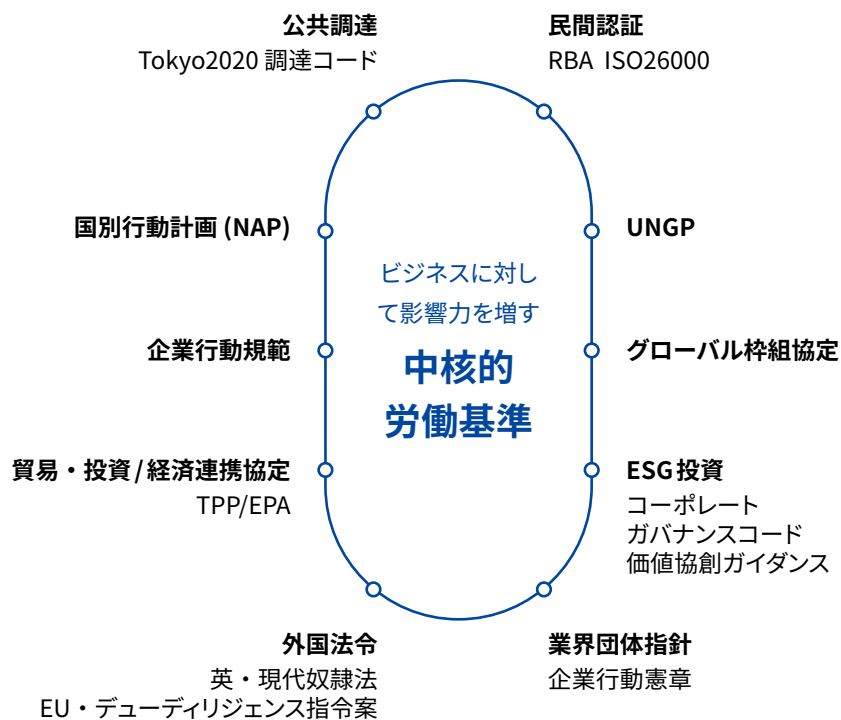 公共調達
Tokyo2020 調達コード
民間認証
RBA ISO26000
国別行動計画 (NAP)
UNGP
ビジネスに対し
て影響力を増す
中核的
労働基準
企業行動規範
グローバル枠組協定
貿易・投資/経済連携協定
TPP/EPA
ESG投資
コーポレート
ガバナンスコード
価値協創ガイダンス
外国法令
英・現代奴隷法
EU・デューディリジェンス指令案
業界団体指針
企業行動憲章